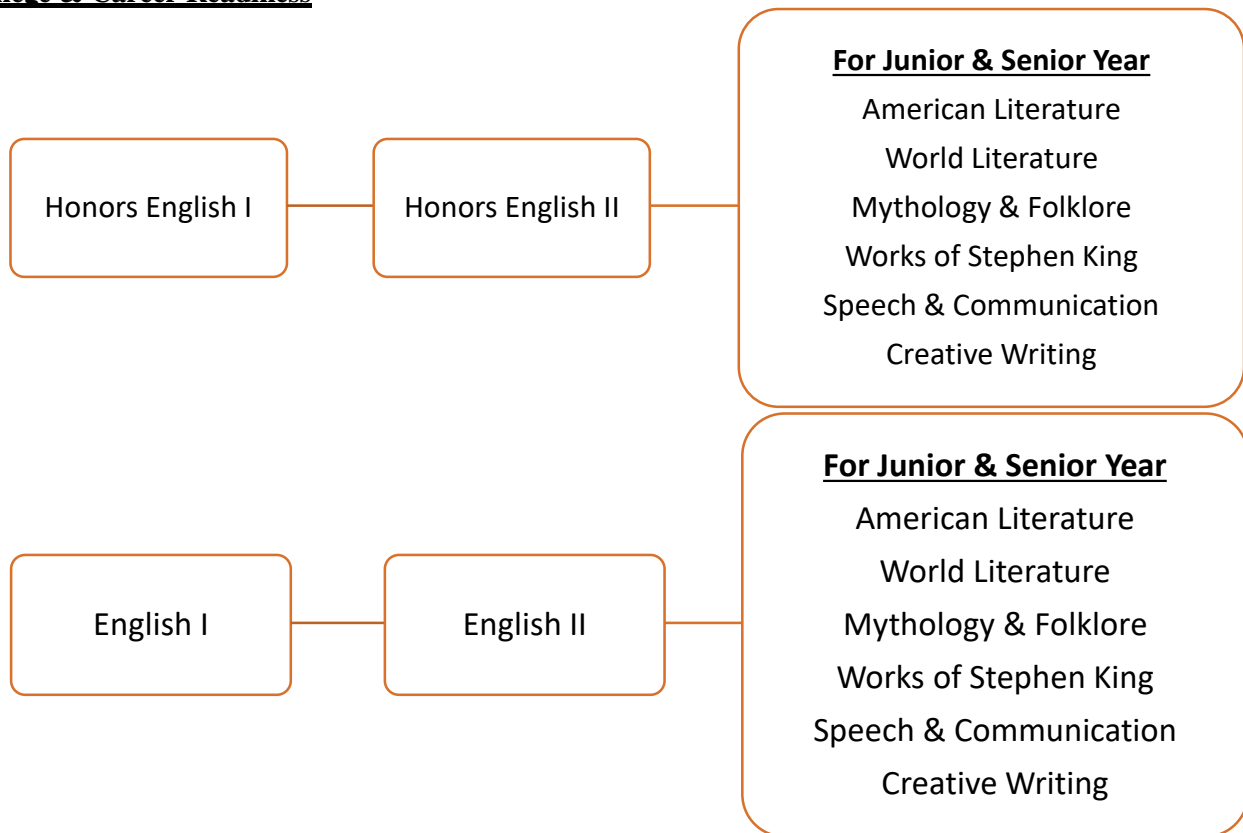 & Career Readiness
For Junior & Senior Year
American Literature
World Literature
Mythology & Folklore
Works of Stephen King
Speech & Communication
Creative Writing
Honors English I
Honors English II
For Junior & Senior Year
American Literature
World Literature
Mythology & Folklore
Works of Stephen King
Speech & Communication
Creative Writing
English I
English II